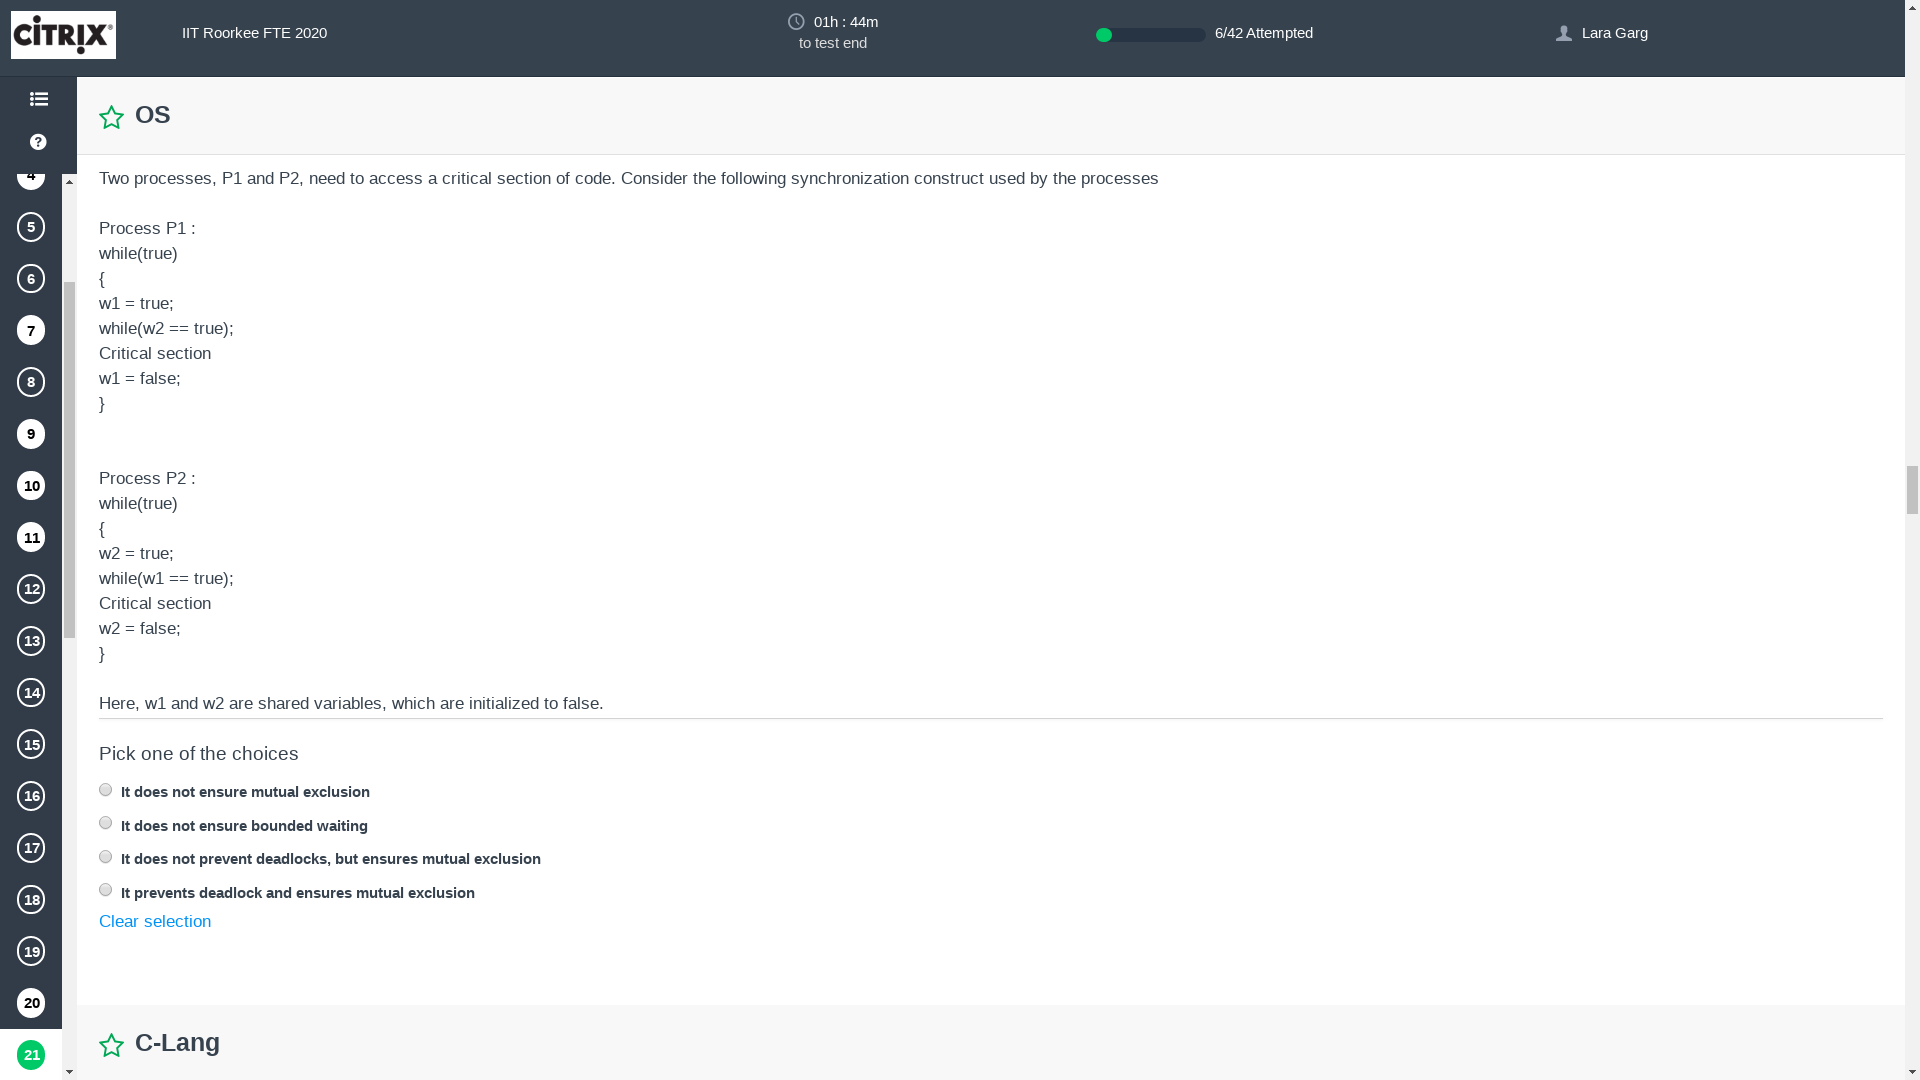 CİTRIX®
IIT Roorkee FTE 2020
01h : 44m
to test end
6/42 Attempted
Lara Garg
?
4
5
6
7
8
9
10
11
12
13
14
15
16
17
18
19
20
21
OS
Two processes, P1 and P2, need to access a critical section of code. Consider the following synchronization construct used by the processes
Process P1 :
while(true)
{
w1 = true;
while(w2 == true);
Critical section
w1 = false;
}
Process P2 :
while(true)
{
w2 = true;
while(w1 == true);
Critical section
w2 = false;
}
Here, w1 and w2 are shared variables, which are initialized to false.
Pick one of the choices
It does not ensure mutual exclusion
It does not ensure bounded waiting
It does not prevent deadlocks, but ensures mutual exclusion
It prevents deadlock and ensures mutual exclusion
Clear selection
C-Lang